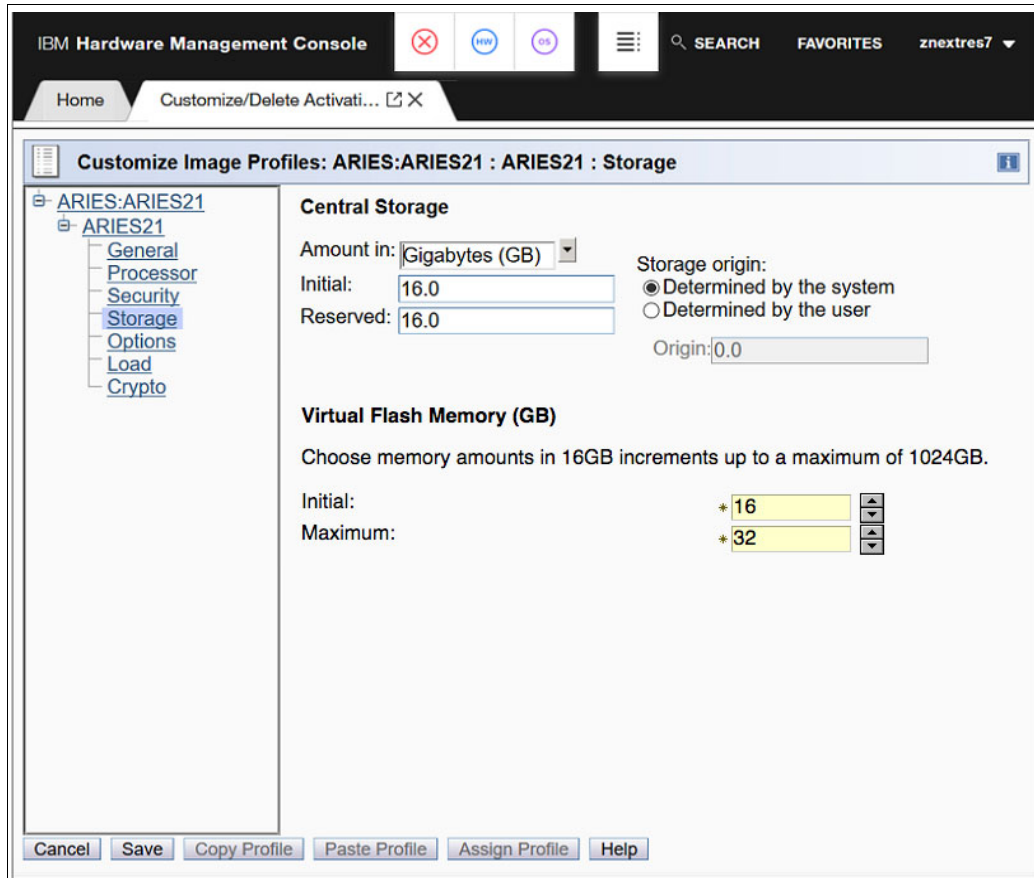 IBM Hardware Management Console
HW
OS
SEARCH
FAVORITES
znextres7
Home
Customize/Delete Activati...
Customize Image Profiles: ARIES:ARIES21 : ARIES21 : Storage
i
ARIES:ARIES21
ARIES21
General
Processor
Security
Storage
Options
Load
Crypto
Central Storage
Amount in: Gigabytes (GB)
Initial: 16.0
Reserved: 16.0
Storage origin:
Determined by the system
Determined by the user
Origin: 0.0
Virtual Flash Memory (GB)
Choose memory amounts in 16GB increments up to a maximum of 1024GB.
Initial: * 16
Maximum: * 32
Cancel Save Copy Profile Paste Profile Assign Profile Help